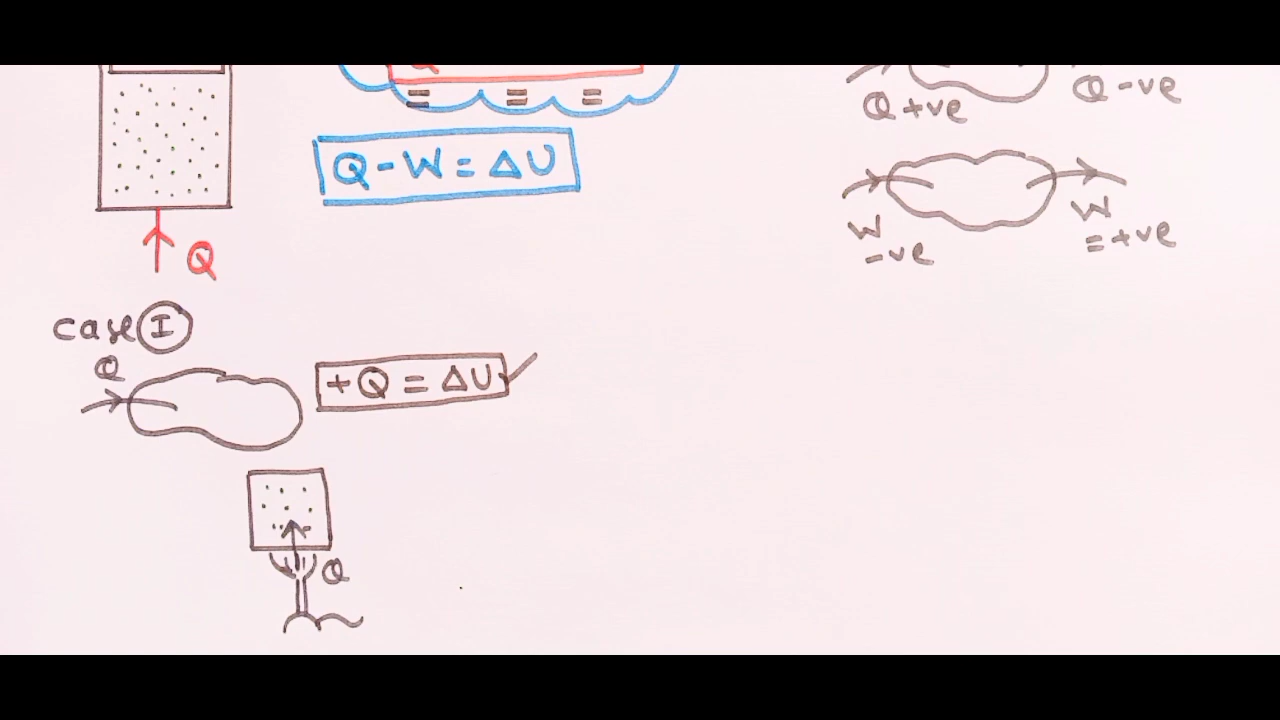 Q +ve
Q -ve
= = =
Q - W = ΔU
W
-ve
W
= +ve
Q
case I
Q
+ Q = ΔU ✓
Q